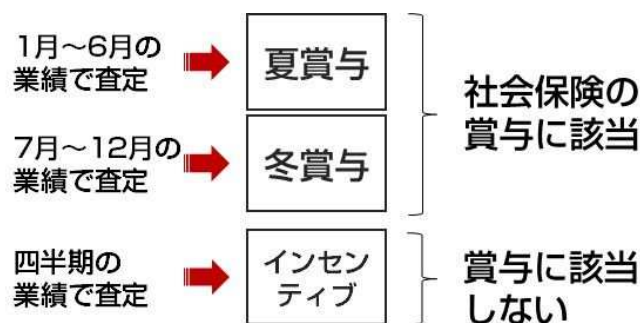 1月～6月の
業績で査定
夏賞与
7月～12月の
業績で査定
冬賞与
社会保険の
賞与に該当
四半期の
業績で査定
インセン
ティブ
賞与に該当
しない